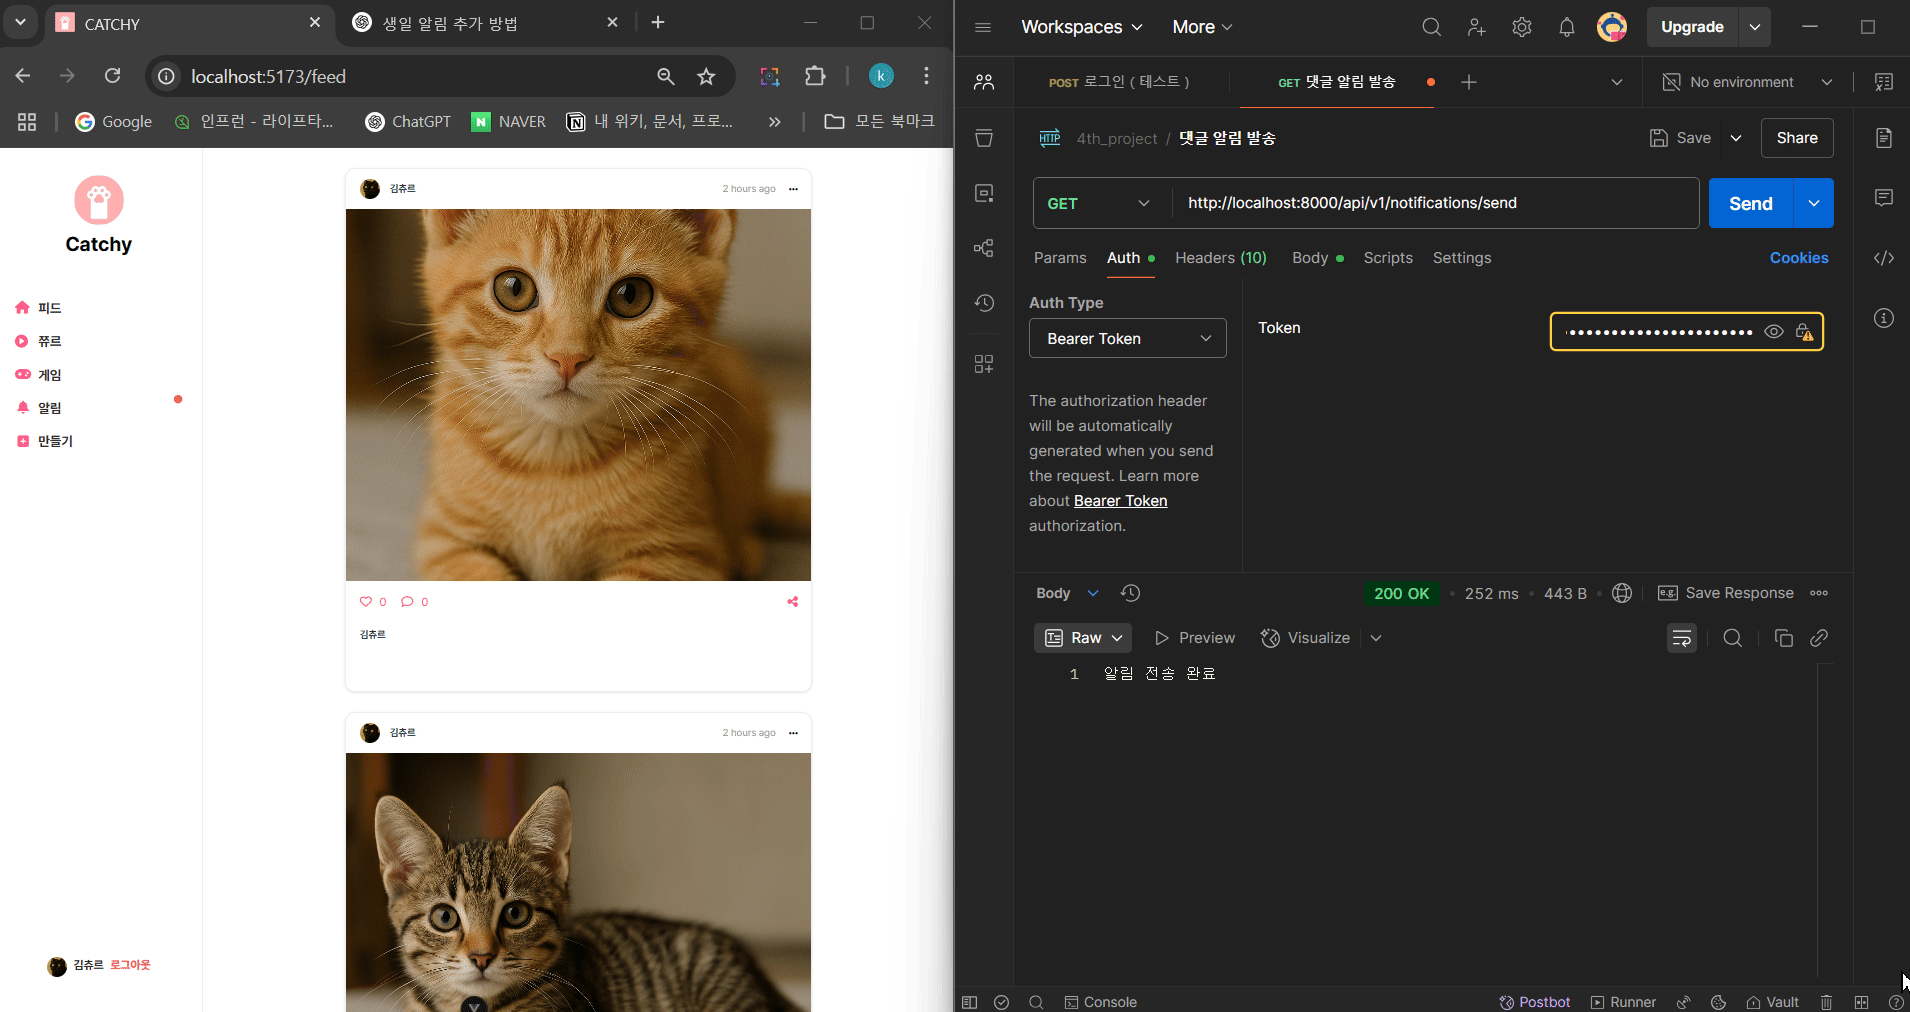 CATCHY
생일 알림 추가 방법
localhost:5173/feed
k
Google
인프런 - 라이프타...
ChatGPT
NAVER
내 위키, 문서, 프로...
모든 북마크
Catchy
피드
쮸르
게임
알림
만들기
김츄르 로그아웃
김츄르
2 hours ago
0
0
김츄르
김츄르
2 hours ago
Workspaces
More
Upgrade
POST 로그인 ( 테스트 )
GET 댓글 알림 발송
No environment
HTTP
4th_project / 댓글 알림 발송
Save
Share
GET
http://localhost:8000/api/v1/notifications/send
Send
Params
Auth
Headers (10)
Body
Scripts
Settings
Cookies
Auth Type
Bearer Token
The authorization header
will be automatically
generated when you send
the request. Learn more
about Bearer Token
authorization.
Token
Body
200 OK
252 ms
443 B
e.g.
Save Response
Raw
Preview
Visualize
1
알림 전송 완료
Console
Postbot
Runner
Vault